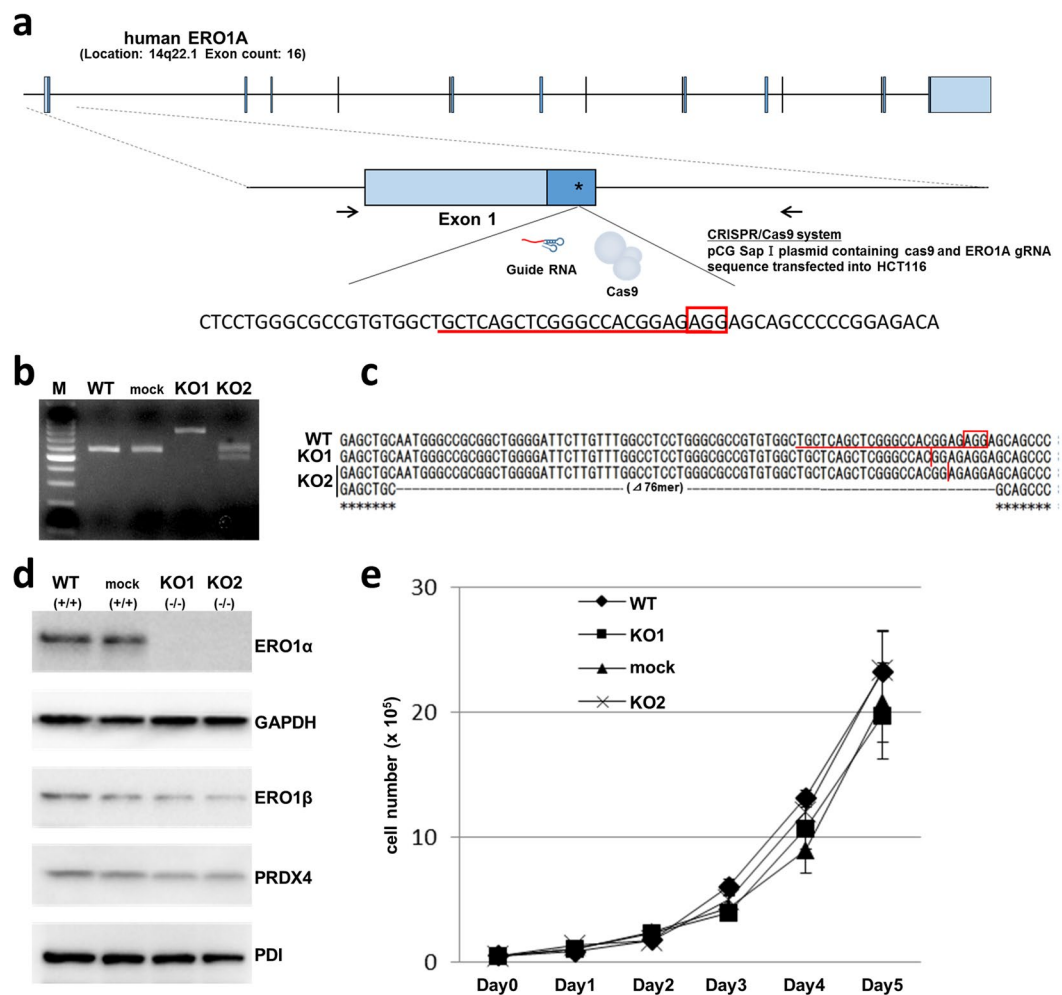 a
human ERO1A
(Location: 14q22.1 Exon count: 16)
*
Exon 1
Guide RNA
Cas9
CRISPR/Cas9 system
pCG Sap I plasmid containing cas9 and ERO1A gRNA
sequence transfected into HCT116
CTCCTGGGCGCCGTGTGGCTGCTCAGCTCGGGCCACGGAGAGGAGCAGCCCCCGGAGACA
b
M WT mock KO1 KO2
c
WT GAGCTGCAATGGGCCGCGGCTGGGGATTCTTGTTTGGCCTCCTGGGCGCCGTGTGGCTGCTCAGCTCGGGCCACGGAGAGGAGCAGCCC
KO1 GAGCTGCAATGGGCCGCGGCTGGGGATTCTTGTTTGGCCTCCTGGGCGCCGTGTGGCTGCTCAGCTCGGGCCACGGAGAGGAGCAGCCC
KO2 GAGCTGCAATGGGCCGCGGCTGGGGATTCTTGTTTGGCCTCCTGGGCGCCGTGTGGCTGCTCAGCTCGGGCCACGGAGAGGAGCAGCCC
GAGCTGC (⊿76mer) GCAGCCC
******* *******
d
WT mock KO1 KO2
(+/+) (+/+) (-/-) (-/-)
ERO1α
GAPDH
ERO1β
PRDX4
PDI
e
WT
KO1
mock
KO2
cell number (x 10⁵)
30
20
10
0
Day0 Day1 Day2 Day3 Day4 Day5